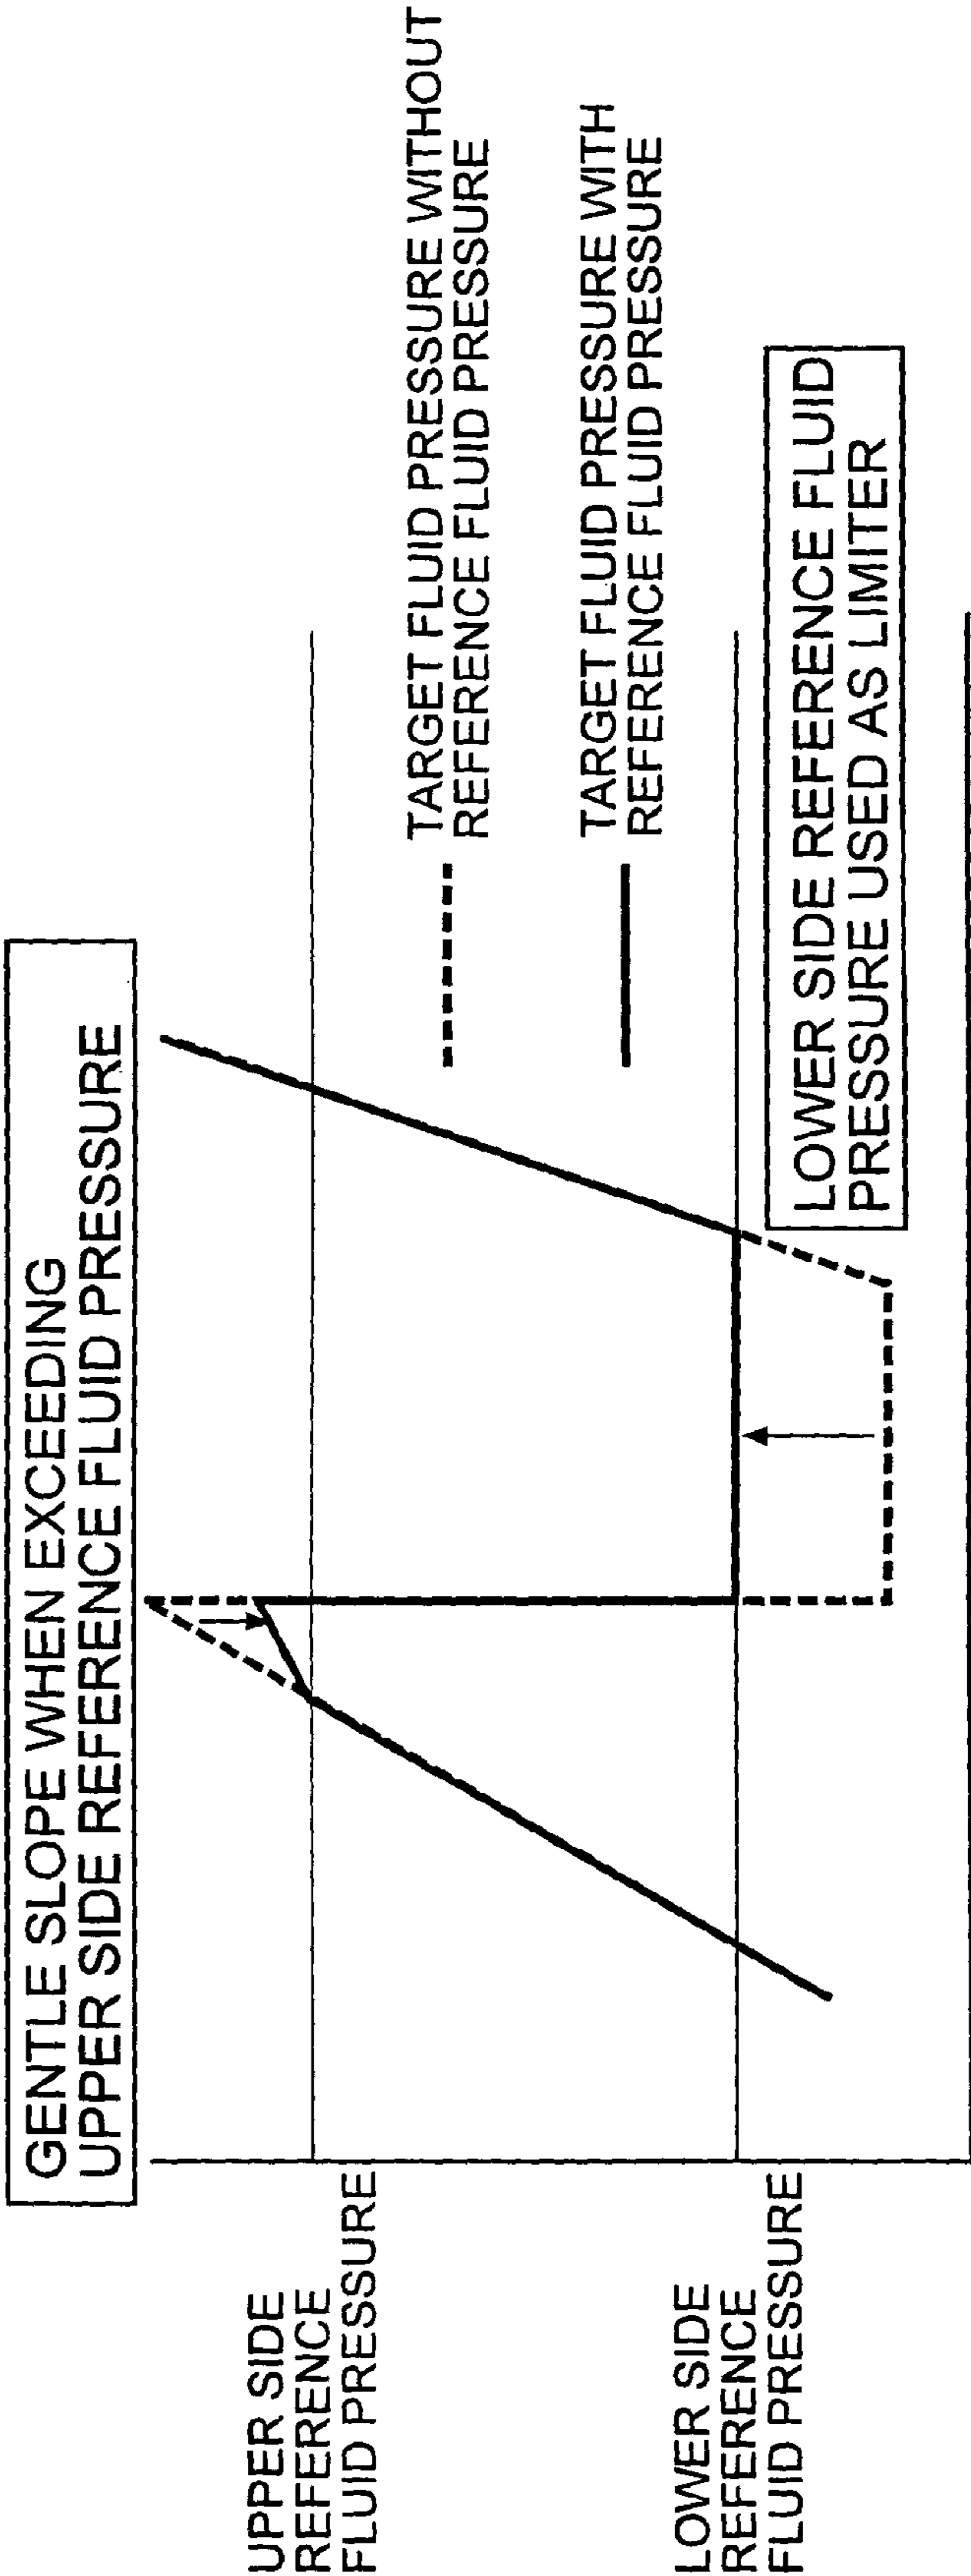 GENTLE SLOPE WHEN EXCEEDING
UPPER SIDE REFERENCE FLUID PRESSURE
UPPER SIDE
REFERENCE
FLUID PRESSURE
TARGET FLUID PRESSURE WITHOUT
REFERENCE FLUID PRESSURE
TARGET FLUID PRESSURE WITH
REFERENCE FLUID PRESSURE
LOWER SIDE
REFERENCE
FLUID PRESSURE
LOWER SIDE REFERENCE FLUID
PRESSURE USED AS LIMITER